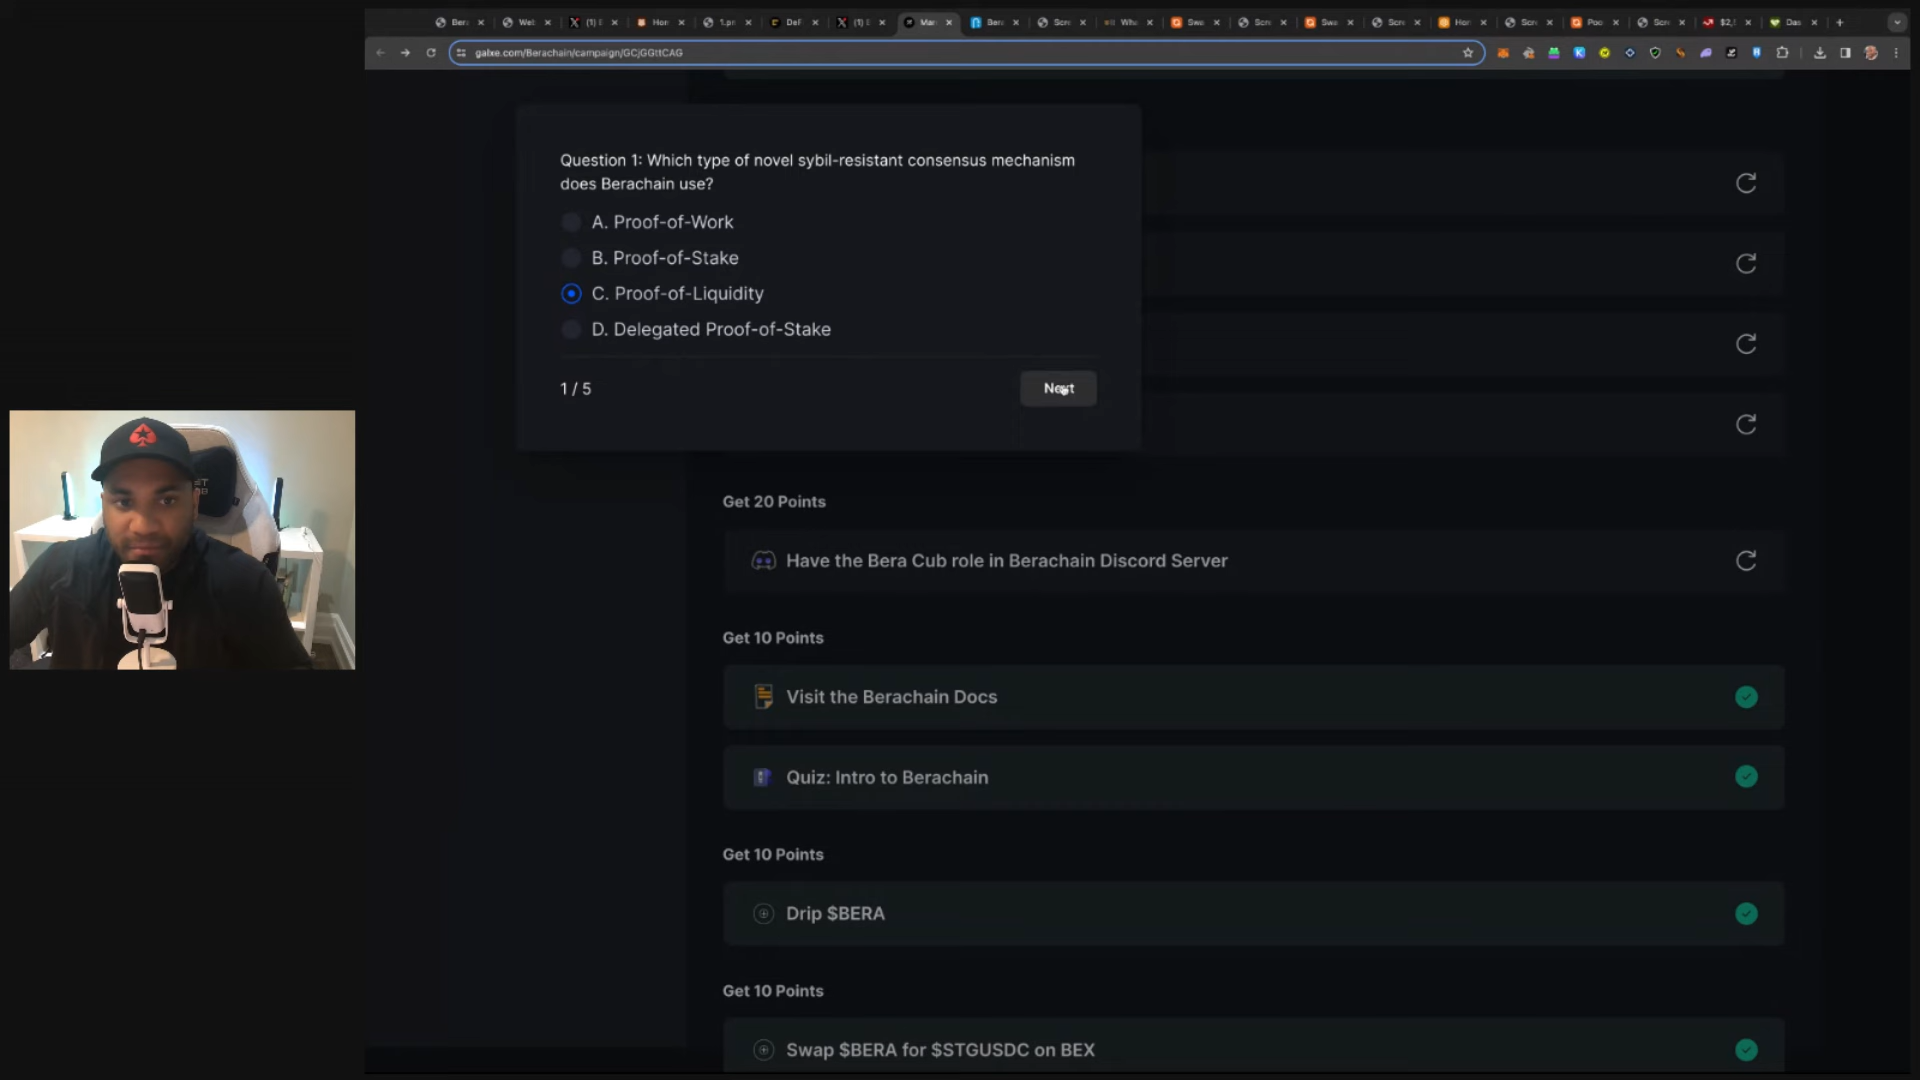 galxe.com/Berachain/campaign/GCjGGttCAG
Question 1: Which type of novel sybil-resistant consensus mechanism
does Berachain use?
A. Proof-of-Work
B. Proof-of-Stake
C. Proof-of-Liquidity
D. Delegated Proof-of-Stake
1 / 5
Next
Get 20 Points
Have the Bera Cub role in Berachain Discord Server
Get 10 Points
Visit the Berachain Docs
Quiz: Intro to Berachain
Get 10 Points
Drip $BERA
Get 10 Points
Swap $BERA for $STGUSDC on BEX